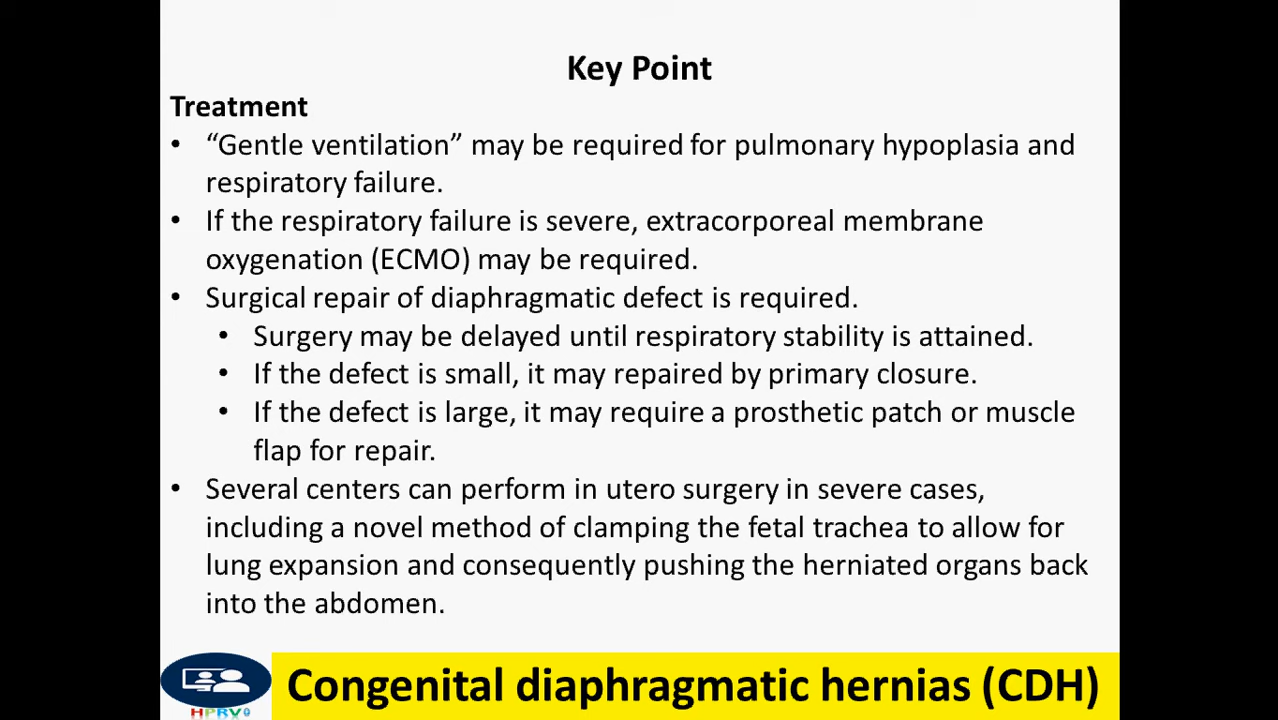 Key Point
Treatment
• “Gentle ventilation” may be required for pulmonary hypoplasia and
respiratory failure.
• If the respiratory failure is severe, extracorporeal membrane
oxygenation (ECMO) may be required.
• Surgical repair of diaphragmatic defect is required.
• Surgery may be delayed until respiratory stability is attained.
• If the defect is small, it may repaired by primary closure.
• If the defect is large, it may require a prosthetic patch or muscle
flap for repair.
• Several centers can perform in utero surgery in severe cases,
including a novel method of clamping the fetal trachea to allow for
lung expansion and consequently pushing the herniated organs back
into the abdomen.
Congenital diaphragmatic hernias (CDH)